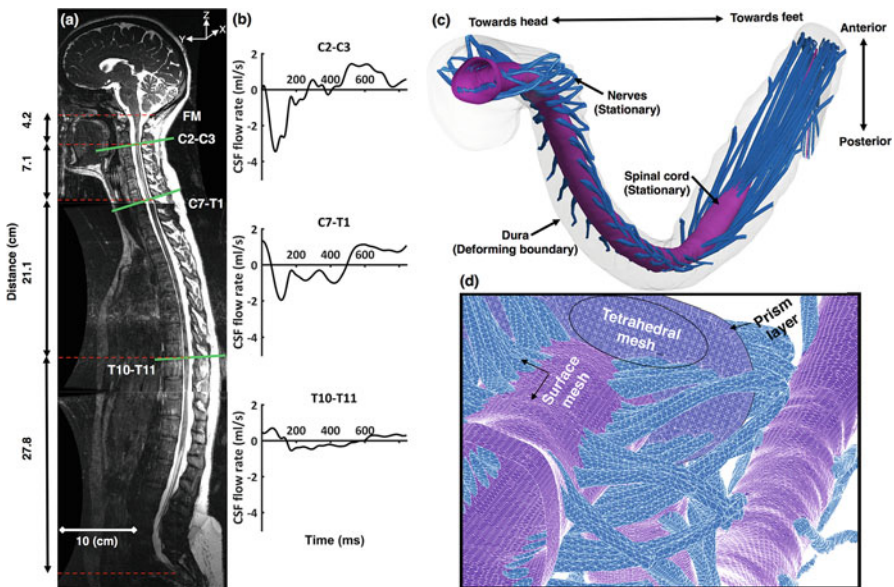 (a)
Z
Y
X
FM
C2-C3
C7-T1
T10-T11
10 (cm)
Distance (cm)
4.2
7.1
21.1
27.8
(b)
C2-C3
CSF flow rate (ml/s)
2
0
-2
-4
200 400 600
C7-T1
CSF flow rate (ml/s)
2
0
-2
-4
200 400 600
T10-T11
CSF flow rate (ml/s)
2
0
-2
-4
200 400 600
Time (ms)
(c)
Towards head
Towards feet
Anterior
Posterior
Nerves
(Stationary)
Spinal cord
(Stationary)
Dura
(Deforming boundary)
(d)
Tetrahedral
mesh
Prism
layer
Surface
mesh